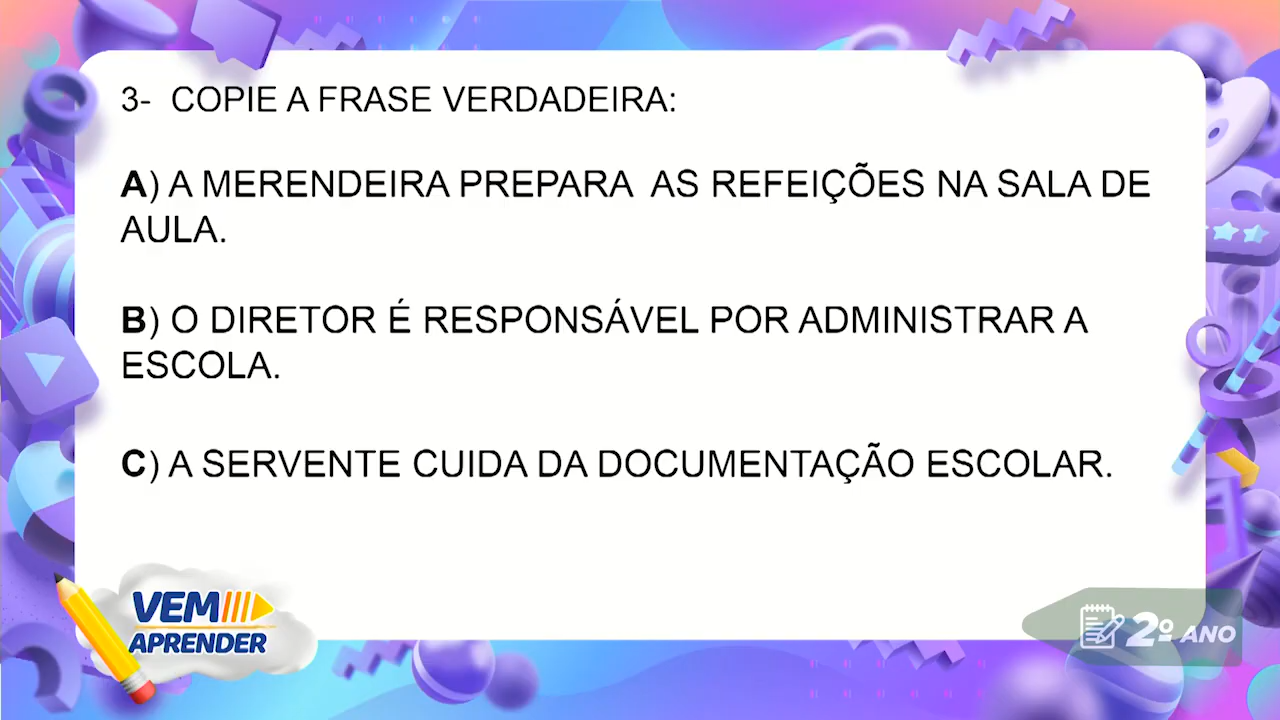 3- COPIE A FRASE VERDADEIRA:
A) A MERENDEIRA PREPARA AS REFEIÇÕES NA SALA DE
AULA.
B) O DIRETOR É RESPONSÁVEL POR ADMINISTRAR A
ESCOLA.
C) A SERVENTE CUIDA DA DOCUMENTAÇÃO ESCOLAR.
VEM
APRENDER
2º ANO